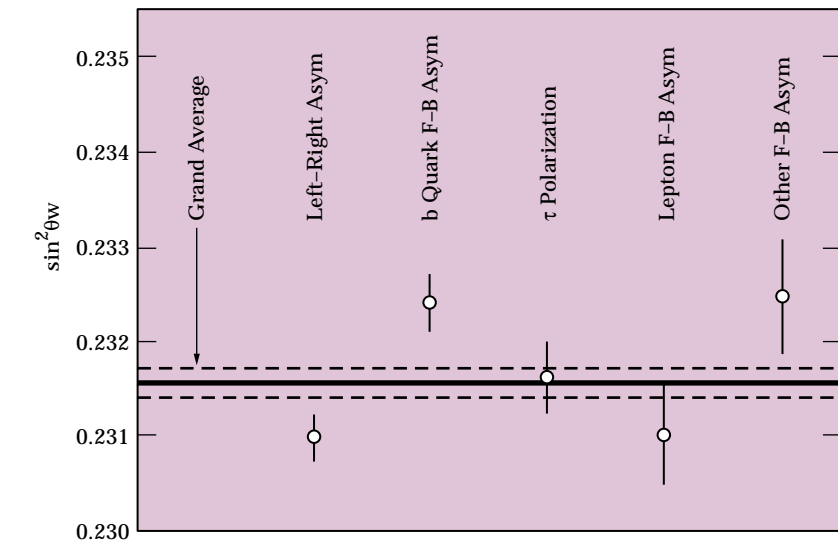 sin²θw
0.235
0.234
0.233
0.232
0.231
0.230
Grand Average
Left–Right Asym
b Quark F–B Asym
τ Polarization
Lepton F–B Asym
Other F–B Asym